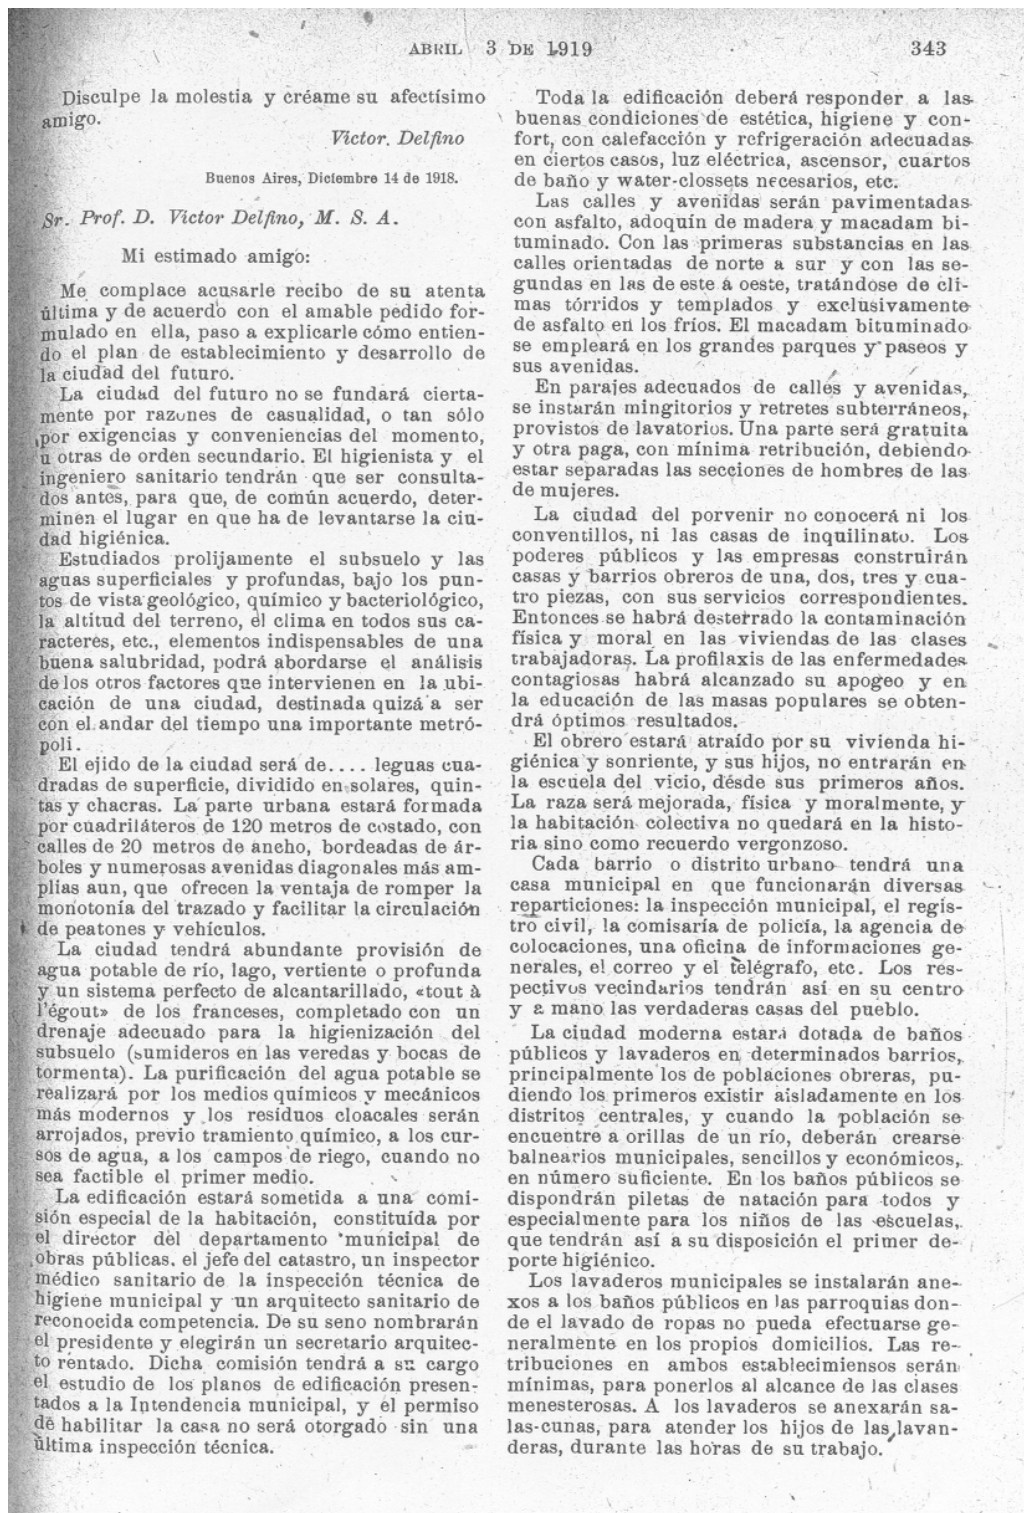 ABRIL 3 DE 1919
343
Disculpe la molestia y créame su afectísimo
amigo.
Victor. Delfino
Buenos Aires, Diciembre 14 de 1918.
Sr. Prof. D. Victor Delfino, M. S. A.
Mi estimado amigo:
Me complace acusarle recibo de su atenta
última y de acuerdo con el amable pedido for-
mulado en ella, paso a explicarle cómo entien-
do el plan de establecimiento y desarrollo de
la ciudad del futuro.
La ciudad del futuro no se fundará cierta-
mente por razones de casualidad, o tan sólo
por exigencias y conveniencias del momento,
u otras de orden secundario. El higienista y el
ingeniero sanitario tendrán que ser consulta-
dos antes, para que, de común acuerdo, deter-
minen el lugar en que ha de levantarse la ciu-
dad higiénica.
Estudiados prolijamente el subsuelo y las
aguas superficiales y profundas, bajo los pun-
tos de vista geológico, químico y bacteriológico,
la altitud del terreno, el clima en todos sus ca-
racteres, etc., elementos indispensables de una
buena salubridad, podrá abordarse el análisis
de los otros factores que intervienen en la ubi-
cación de una ciudad, destinada quizá a ser
con el andar del tiempo una importante metró-
poli.
El ejido de la ciudad será de.... leguas cua-
dradas de superficie, dividido en solares, quin-
tas y chacras. La parte urbana estará formada
por cuadriláteros de 120 metros de costado, con
calles de 20 metros de ancho, bordeadas de ár-
boles y numerosas avenidas diagonales más am-
plias aun, que ofrecen la ventaja de romper la
monotonía del trazado y facilitar la circulación
de peatones y vehículos.
La ciudad tendrá abundante provisión de
agua potable de río, lago, vertiente o profunda
y un sistema perfecto de alcantarillado, «tout à
l'égout» de los franceses, completado con un
drenaje adecuado para la higienización del
subsuelo (sumideros en las veredas y bocas de
tormenta). La purificación del agua potable se
realizará por los medios químicos y mecánicos
más modernos y los residuos cloacales serán
arrojados, previo tramiento químico, a los cur-
sos de agua, a los campos de riego, cuando no
sea factible el primer medio.
La edificación estará sometida a una comi-
sión especial de la habitación, constituída por
el director del departamento municipal de
obras públicas, el jefe del catastro, un inspector
médico sanitario de la inspección técnica de
higiene municipal y un arquitecto sanitario de
reconocida competencia. De su seno nombrarán
el presidente y elegirán un secretario arquitec-
to rentado. Dicha comisión tendrá a su cargo
el estudio de los planos de edificación presen-
tados a la Intendencia municipal, y el permiso
de habilitar la casa no será otorgado sin una
última inspección técnica.
Toda la edificación deberá responder a las
buenas condiciones de estética, higiene y con-
fort, con calefacción y refrigeración adecuadas
en ciertos casos, luz eléctrica, ascensor, cuartos
de baño y water-clossets necesarios, etc.
Las calles y avenidas serán pavimentadas
con asfalto, adoquín de madera y macadam bi-
tuminado. Con las primeras substancias en las
calles orientadas de norte a sur y con las se-
gundas en las de este a oeste, tratándose de cli-
mas tórridos y templados y exclusivamente
de asfalto en los fríos. El macadam bituminado
se empleará en los grandes parques y paseos y
sus avenidas.
En parajes adecuados de calles y avenidas,
se instarán mingitorios y retretes subterráneos,
provistos de lavatorios. Una parte será gratuita
y otra paga, con mínima retribución, debiendo
estar separadas las secciones de hombres de las
de mujeres.
La ciudad del porvenir no conocerá ni los
conventillos, ni las casas de inquilinato. Los
poderes públicos y las empresas construirán
casas y barrios obreros de una, dos, tres y cua-
tro piezas, con sus servicios correspondientes.
Entonces se habrá desterrado la contaminación
física y moral en las viviendas de las clases
trabajadoras. La profilaxis de las enfermedades
contagiosas habrá alcanzado su apogeo y en
la educación de las masas populares se obten-
drá óptimos resultados.
El obrero estará atraído por su vivienda hi-
giénica y sonriente, y sus hijos, no entrarán en
la escuela del vicio, desde sus primeros años.
La raza será mejorada, física y moralmente, y
la habitación colectiva no quedará en la histo-
ria sino como recuerdo vergonzoso.
Cada barrio o distrito urbano tendrá una
casa municipal en que funcionarán diversas
reparticiones: la inspección municipal, el regis-
tro civil, la comisaría de policía, la agencia de
colocaciones, una oficina de informaciones ge-
nerales, el correo y el telégrafo, etc. Los res-
pectivos vecindarios tendrán así en su centro
y a mano las verdaderas casas del pueblo.
La ciudad moderna estará dotada de baños
públicos y lavaderos en determinados barrios,
principalmente los de poblaciones obreras, pu-
diendo los primeros existir aisladamente en los
distritos centrales, y cuando la población se
encuentre a orillas de un río, deberán crearse
balnearios municipales, sencillos y económicos,
en número suficiente. En los baños públicos se
dispondrán piletas de natación para todos y
especialmente para los niños de las escuelas,
que tendrán así a su disposición el primer de-
porte higiénico.
Los lavaderos municipales se instalarán ane-
xos a los baños públicos en las parroquias don-
de el lavado de ropas no pueda efectuarse ge-
neralmente en los propios domicilios. Las re-
tribuciones en ambos establecimiensos serán
mínimas, para ponerlos al alcance de las clases
menesterosas. A los lavaderos se anexarán sa-
las-cunas, para atender los hijos de las lavan-
deras, durante las horas de su trabajo.